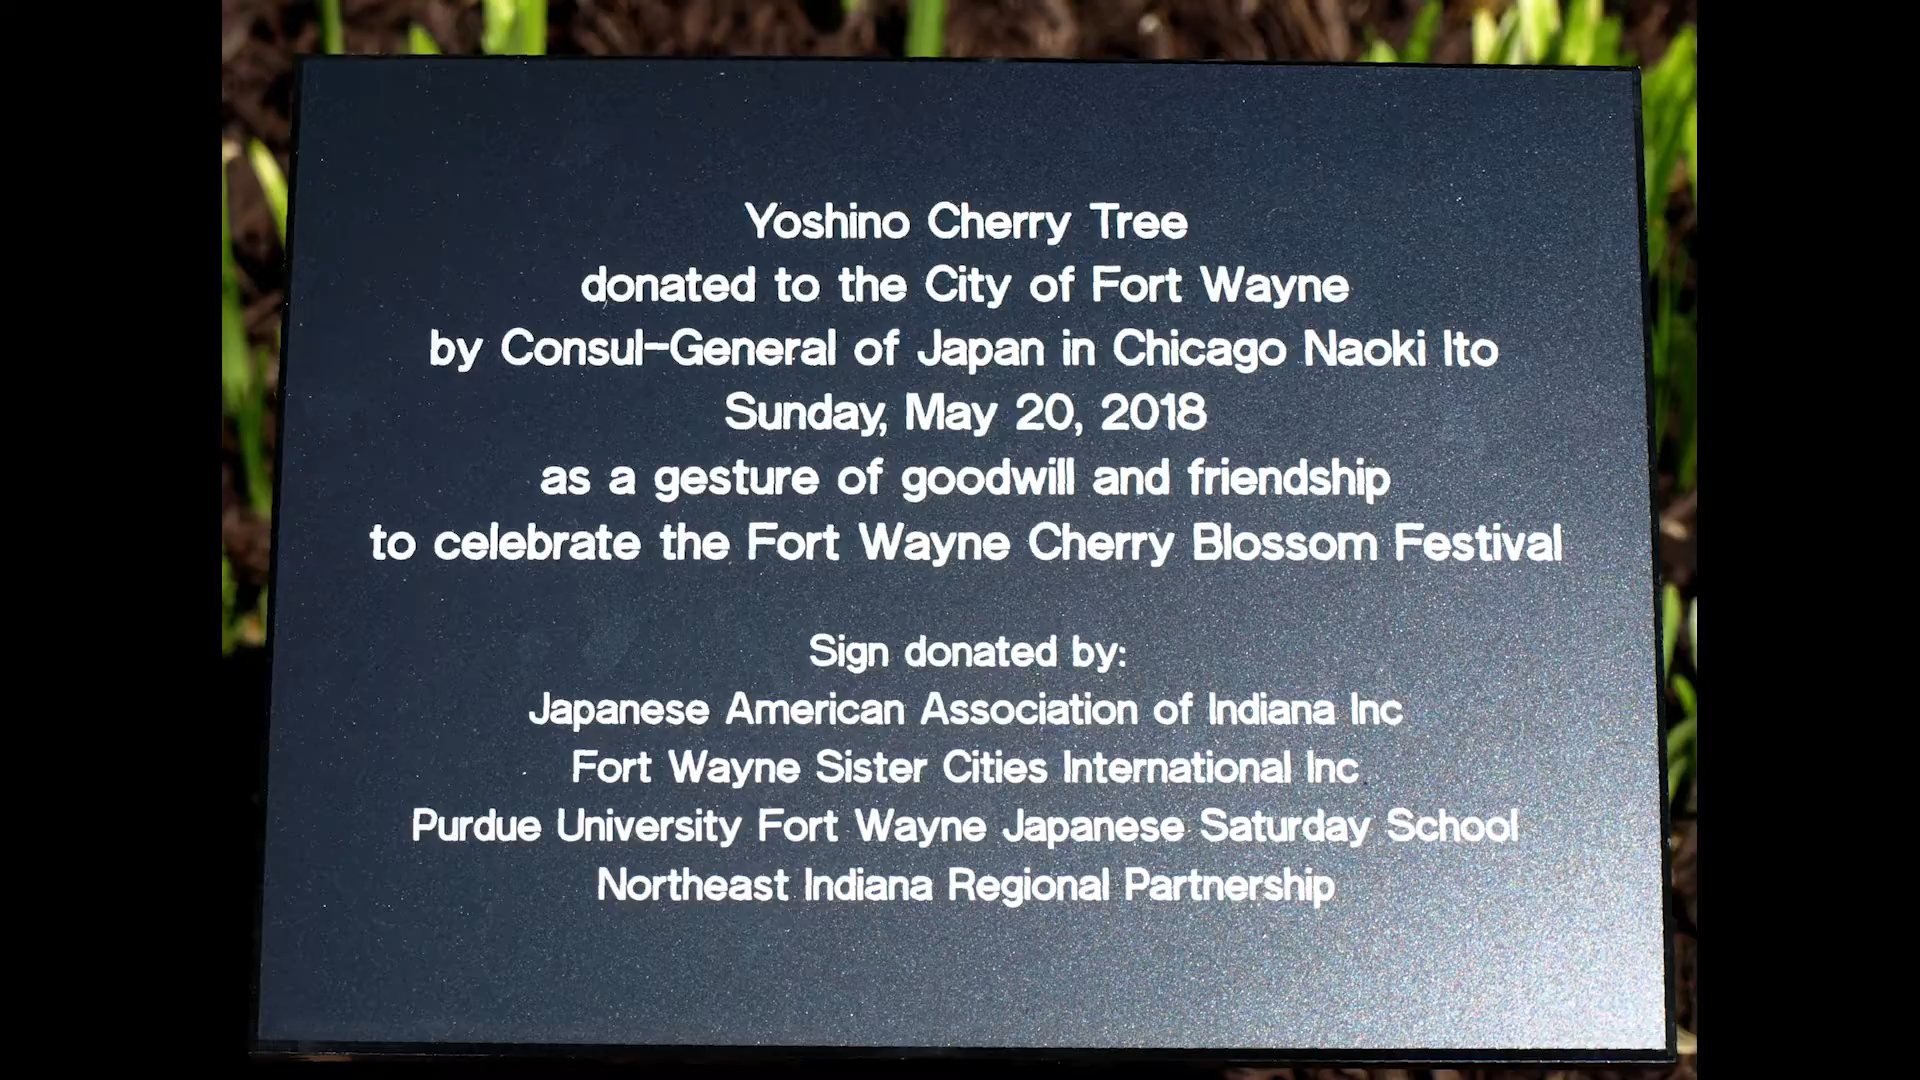 Yoshino Cherry Tree
donated to the City of Fort Wayne
by Consul-General of Japan in Chicago Naoki Ito
Sunday, May 20, 2018
as a gesture of goodwill and friendship
to celebrate the Fort Wayne Cherry Blossom Festival
Sign donated by:
Japanese American Association of Indiana Inc
Fort Wayne Sister Cities International Inc
Purdue University Fort Wayne Japanese Saturday School
Northeast Indiana Regional Partnership